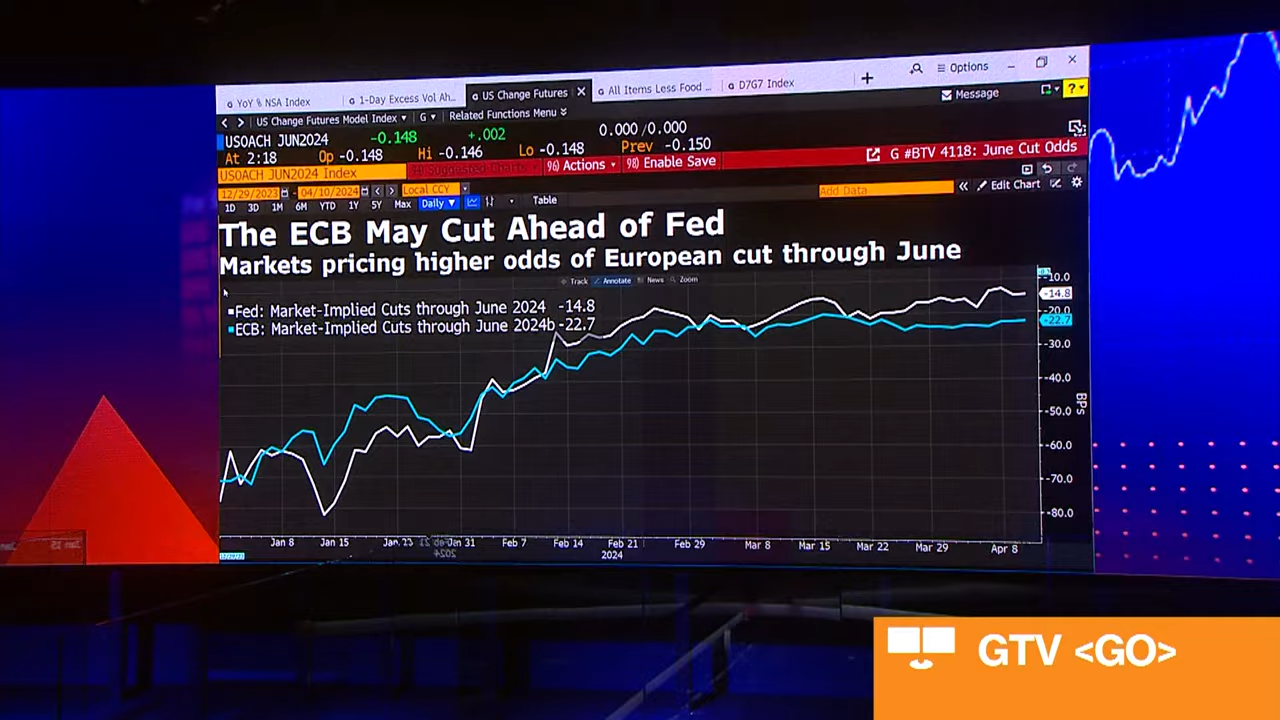 YoY % NSA Index
1-Day Excess Vol Ah...
US Change Futures
All Items Less Food ...
D7G7 Index
Options
US Change Futures Model Index
G
Related Functions Menu
Message
?
USOACH JUN2024 -0.148 +.002 0.000 /0.000
At 2:18 Op -0.148 Hi -0.146 Lo -0.148 Prev -0.150
USOACH JUN2024 Index
96) Actions
98) Enable Save
G #BTV 4118: June Cut Odds
12/29/2023 - 04/10/2024
Local CCY
Add Data
Edit Chart
1D 3D 1M 6M YTD 1Y 5Y Max Daily Table
The ECB May Cut Ahead of Fed
Markets pricing higher odds of European cut through June
Track Annotate News Zoom
Fed: Market-Implied Cuts through June 2024 -14.8
ECB: Market-Implied Cuts through June 2024b -22.7
-10.0
-14.8
-20.0
-22.7
-30.0
-40.0
-50.0
-60.0
-70.0
-80.0
BPs
Jan 8 Jan 15 Jan 23 Jan 31 Feb 7 Feb 14 Feb 21 Feb 29 Mar 8 Mar 15 Mar 22 Mar 29 Apr 8
2024
GTV <GO>